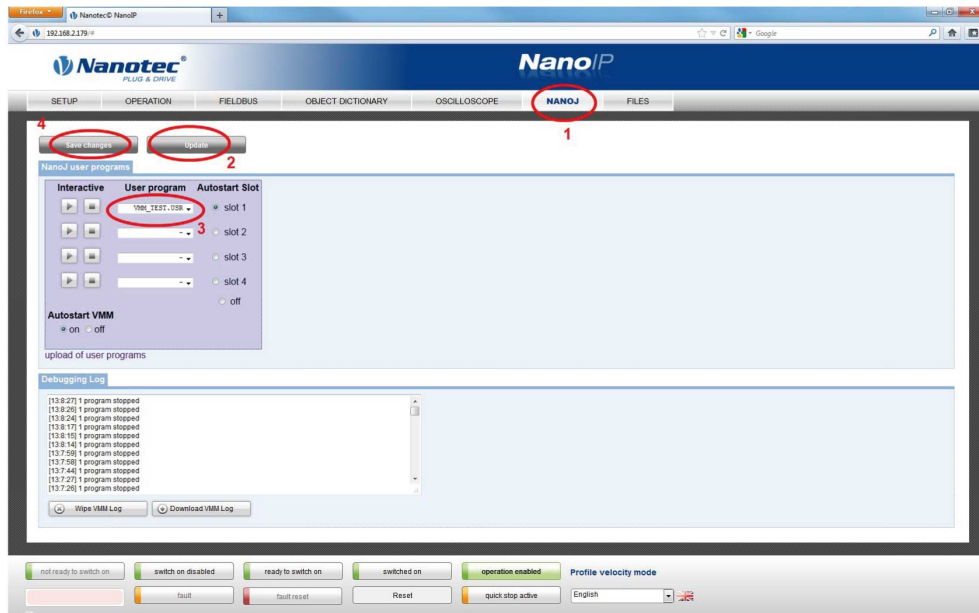 Firefox
Nanotec© NanoIP
192.168.2.179/#
Google
Nanotec®
PLUG & DRIVE
NanoIP
SETUP OPERATION FIELDBUS OBJECT DICTIONARY OSCILLOSCOPE NANOJ FILES
1
4
Save changes Update
2
NanoJ user programs
Interactive User program Autostart Slot
VMM_TEST.USR slot 1
3
- slot 2
- slot 3
- slot 4
off
Autostart VMM
on off
upload of user programs
Debugging Log
[13:8:27] 1 program stopped
[13:8:26] 1 program stopped
[13:8:24] 1 program stopped
[13:8:17] 1 program stopped
[13:8:15] 1 program stopped
[13:8:14] 1 program stopped
[13:7:59] 1 program stopped
[13:7:58] 1 program stopped
[13:7:44] 1 program stopped
[13:7:27] 1 program stopped
[13:7:26] 1 program stopped
Wipe VMM Log Download VMM Log
not ready to switch on switch on disabled ready to switch on switched on operation enabled Profile velocity mode
fault fault reset Reset quick stop active English